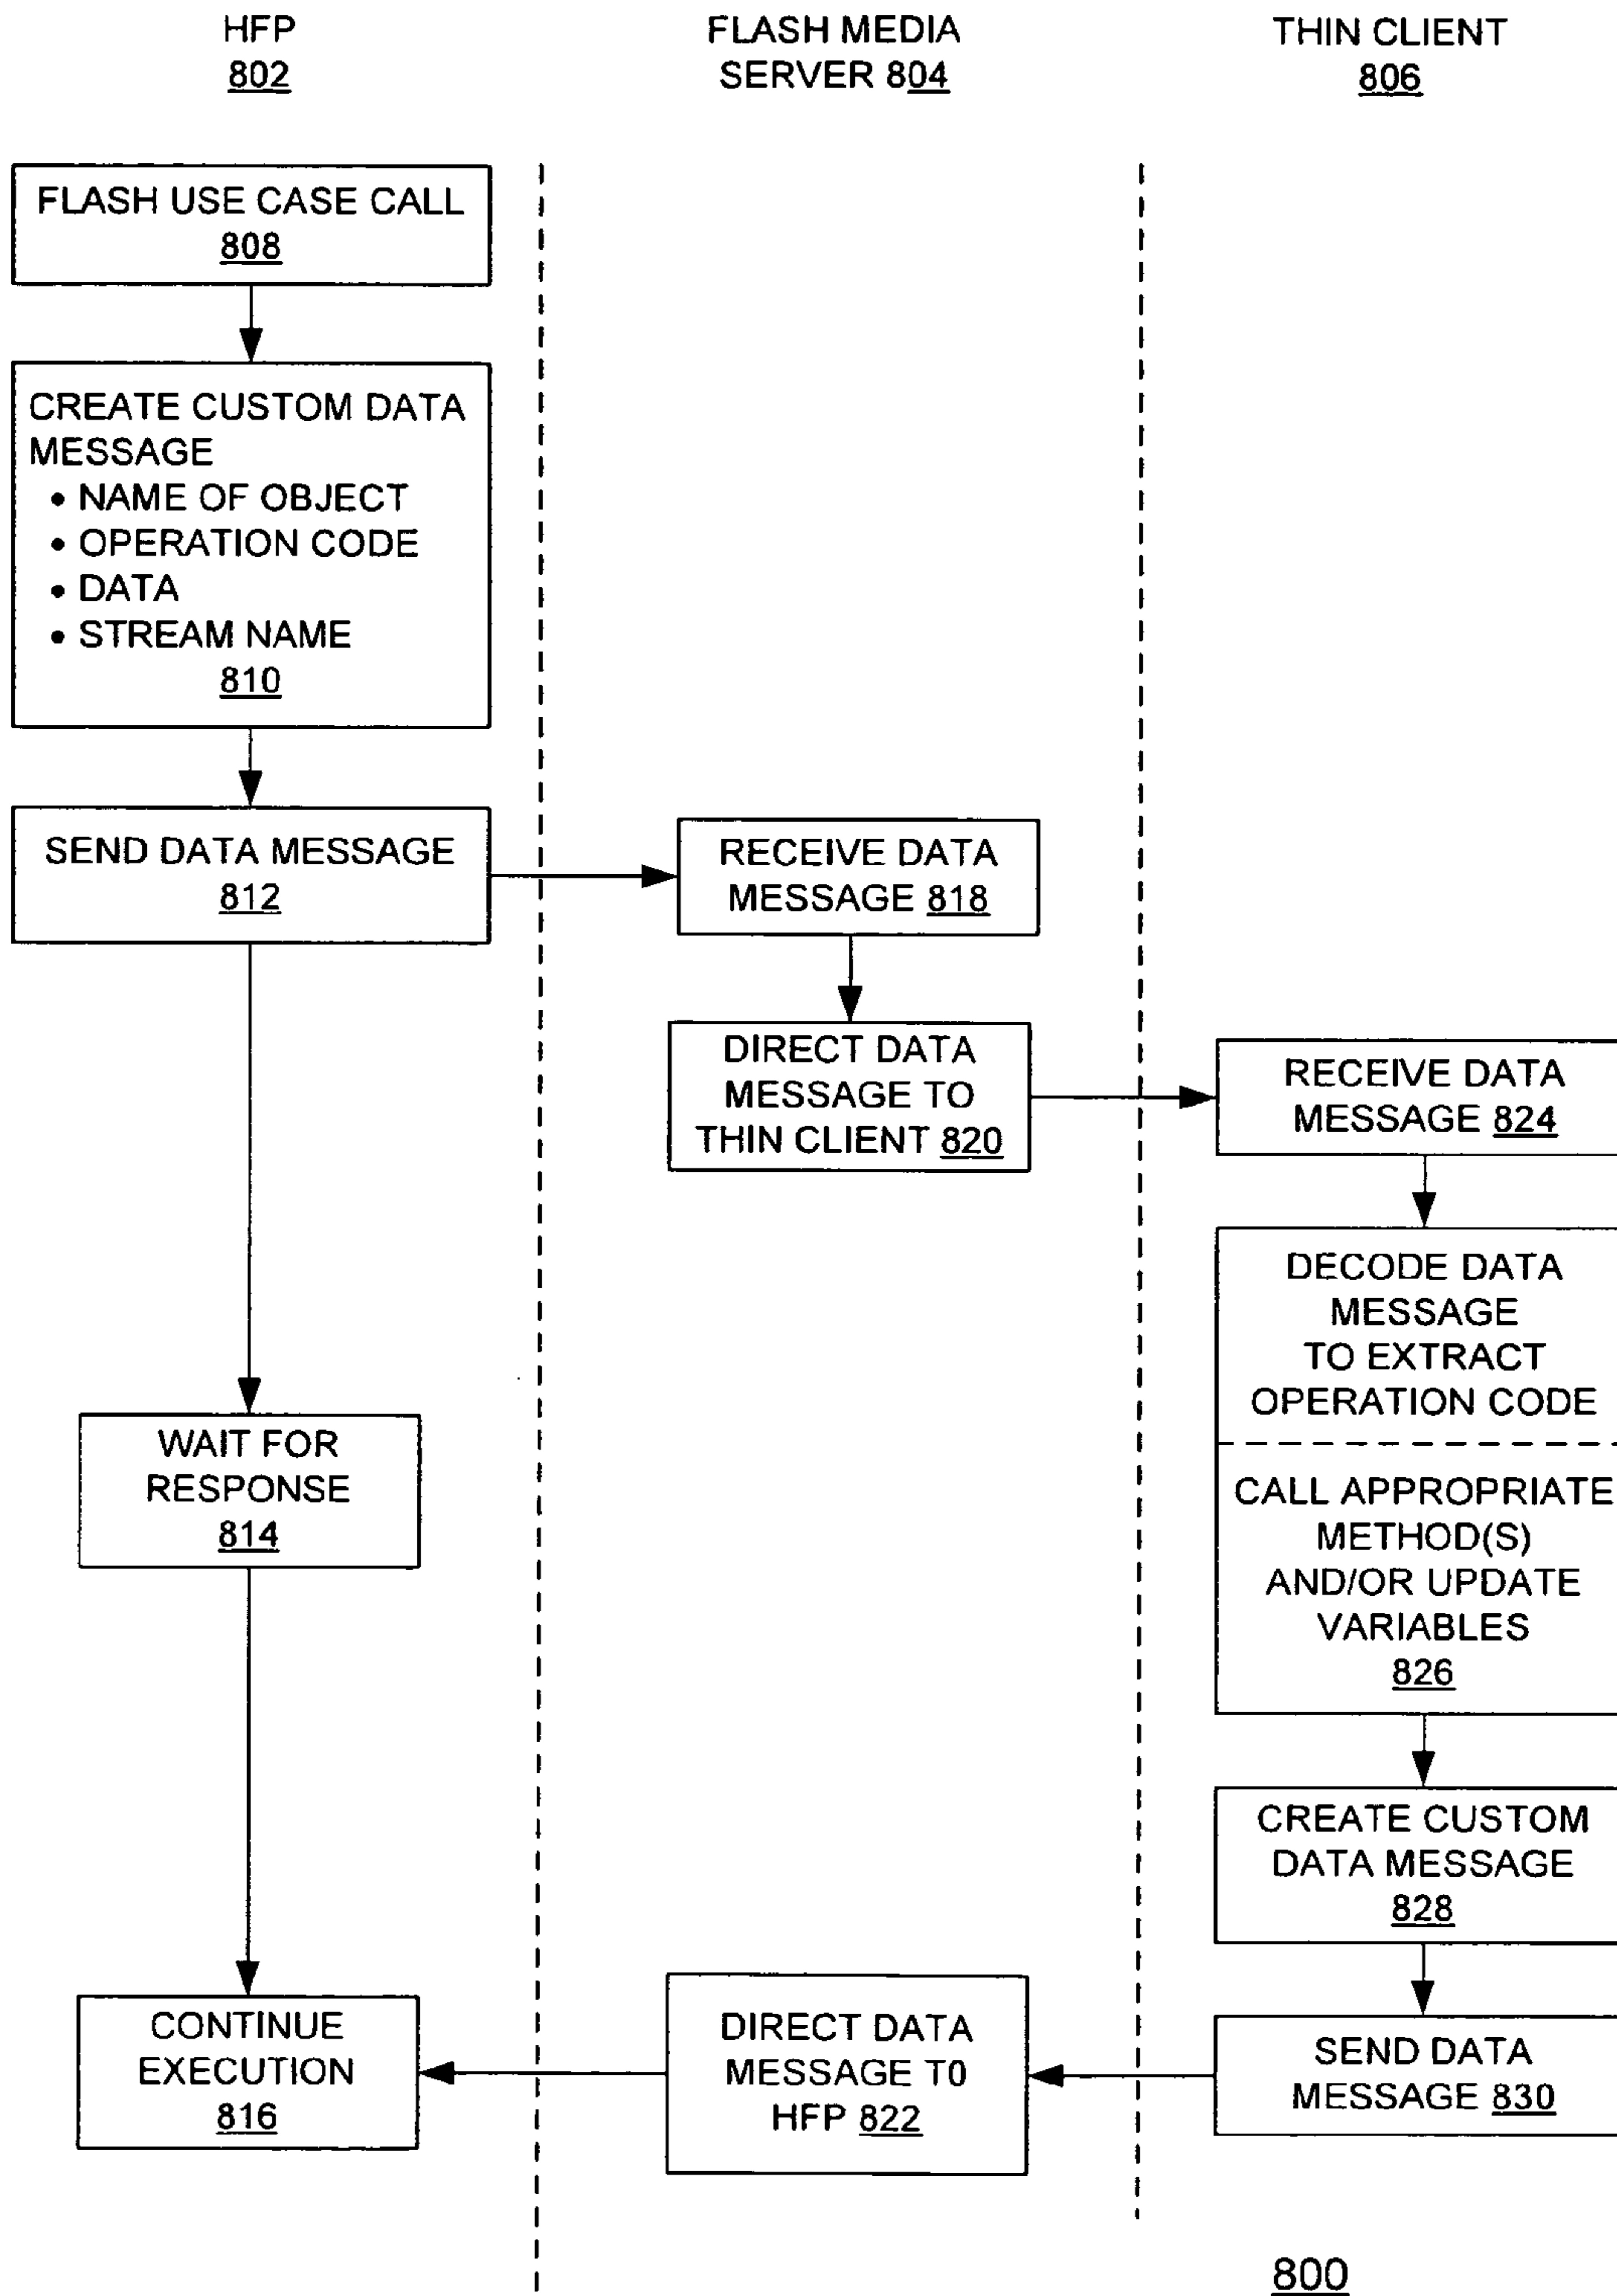 HFP
802
FLASH MEDIA
SERVER 804
THIN CLIENT
806
FLASH USE CASE CALL
808
CREATE CUSTOM DATA
MESSAGE
• NAME OF OBJECT
• OPERATION CODE
• DATA
• STREAM NAME
810
SEND DATA MESSAGE
812
RECEIVE DATA
MESSAGE 818
DIRECT DATA
MESSAGE TO
THIN CLIENT 820
RECEIVE DATA
MESSAGE 824
DECODE DATA
MESSAGE
TO EXTRACT
OPERATION CODE
CALL APPROPRIATE
METHOD(S)
AND/OR UPDATE
VARIABLES
826
WAIT FOR
RESPONSE
814
CREATE CUSTOM
DATA MESSAGE
828
CONTINUE
EXECUTION
816
DIRECT DATA
MESSAGE T0
HFP 822
SEND DATA
MESSAGE 830
800